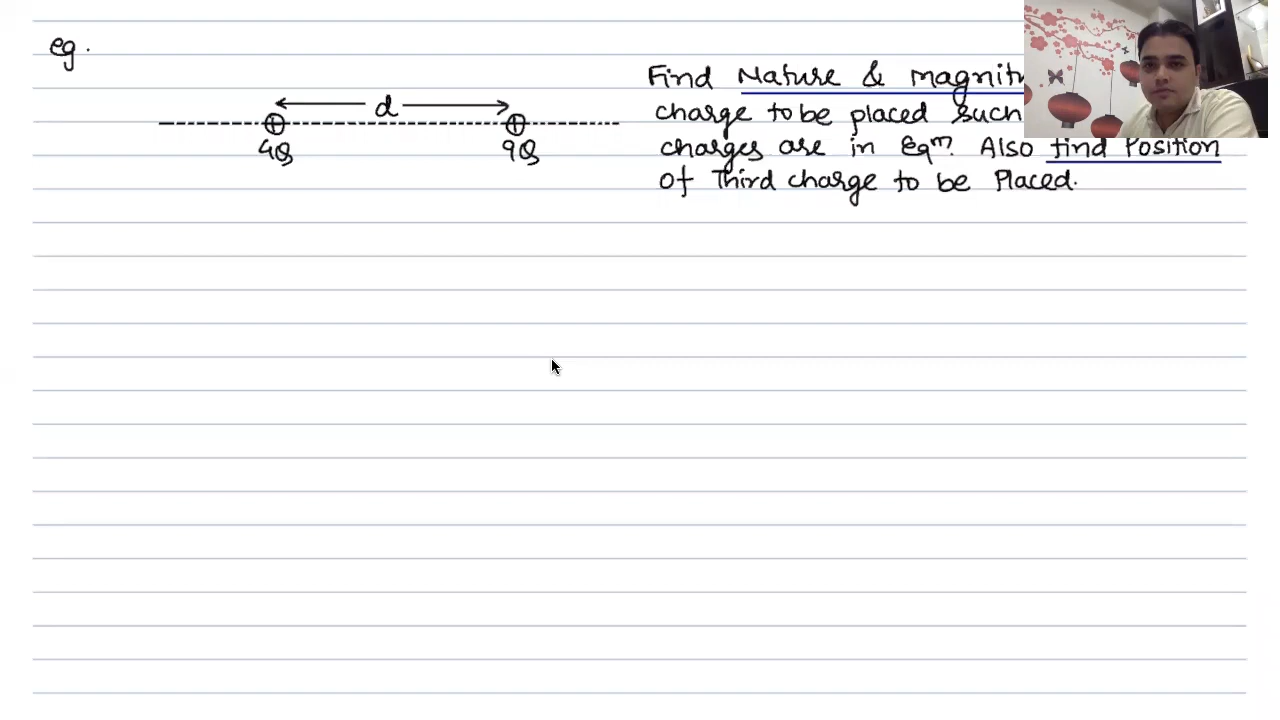 eg.
d
4Q 9Q
Find Nature & magnitu
charge to be placed such
charges are in eqm. Also find Position
of Third charge to be Placed.